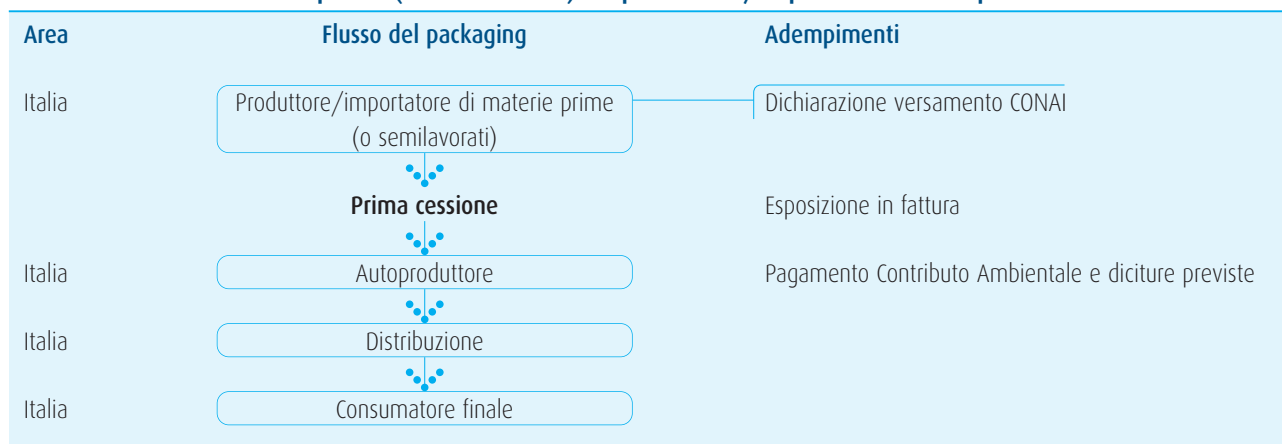 Area Flusso del packaging Adempimenti
Italia Produttore/importatore di materie prime Dichiarazione versamento CONAI
(o semilavorati)
Prima cessione Esposizione in fattura
Italia Autoproduttore Pagamento Contributo Ambientale e diciture previste
Italia Distribuzione
Italia Consumatore finale